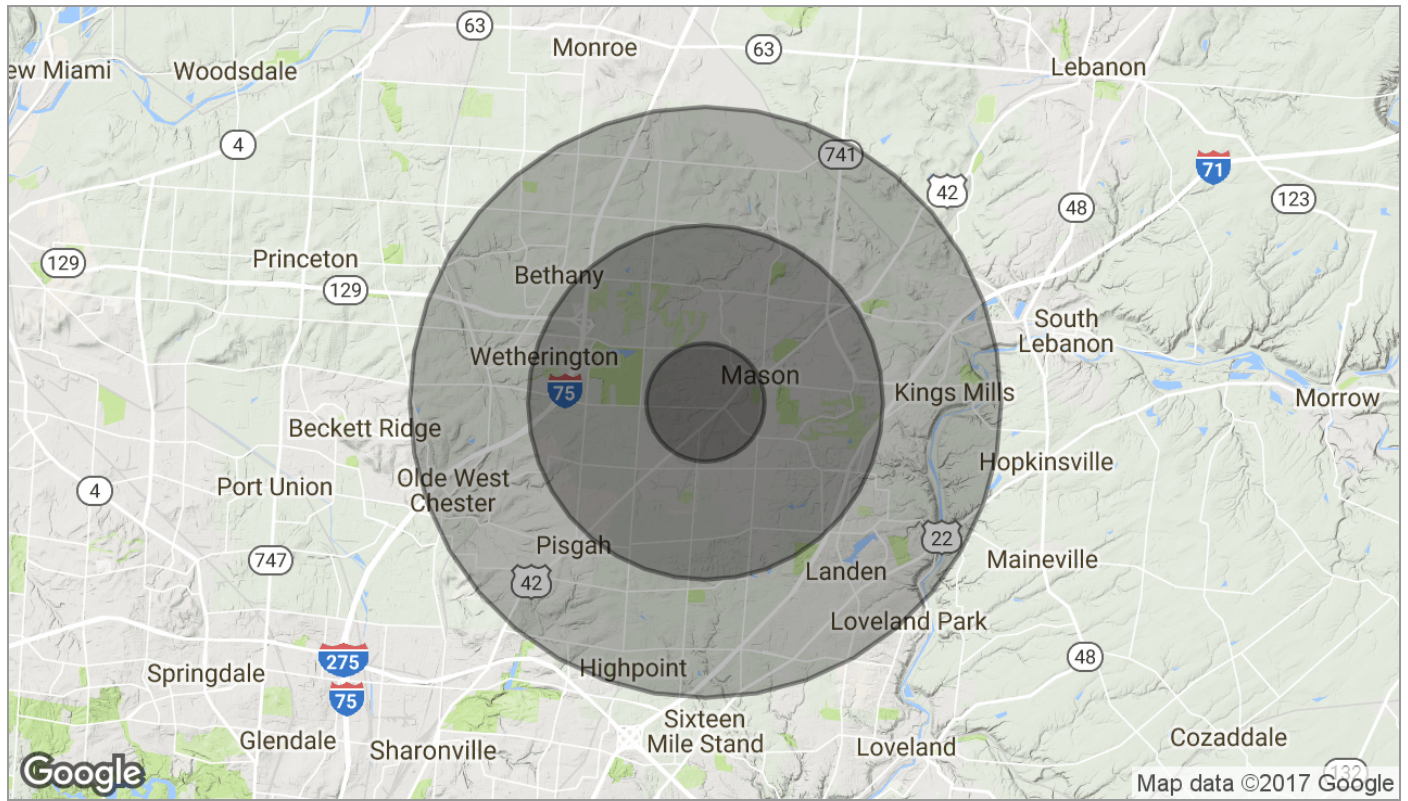 63
Monroe
63
Lebanon
ew Miami
Woodsdale
4
741
71
42
123
48
129
Princeton
Bethany
129
South
Lebanon
Wetherington
Mason
75
Kings Mills
Morrow
Beckett Ridge
Hopkinsville
Olde West
Chester
4
Port Union
22
Pisgah
747
Maineville
Landen
42
Loveland Park
48
275
Highpoint
Springdale
75
Sixteen
Mile Stand
Glendale
Sharonville
Loveland
Cozaddale
Google
132
Map data ©2017 Google